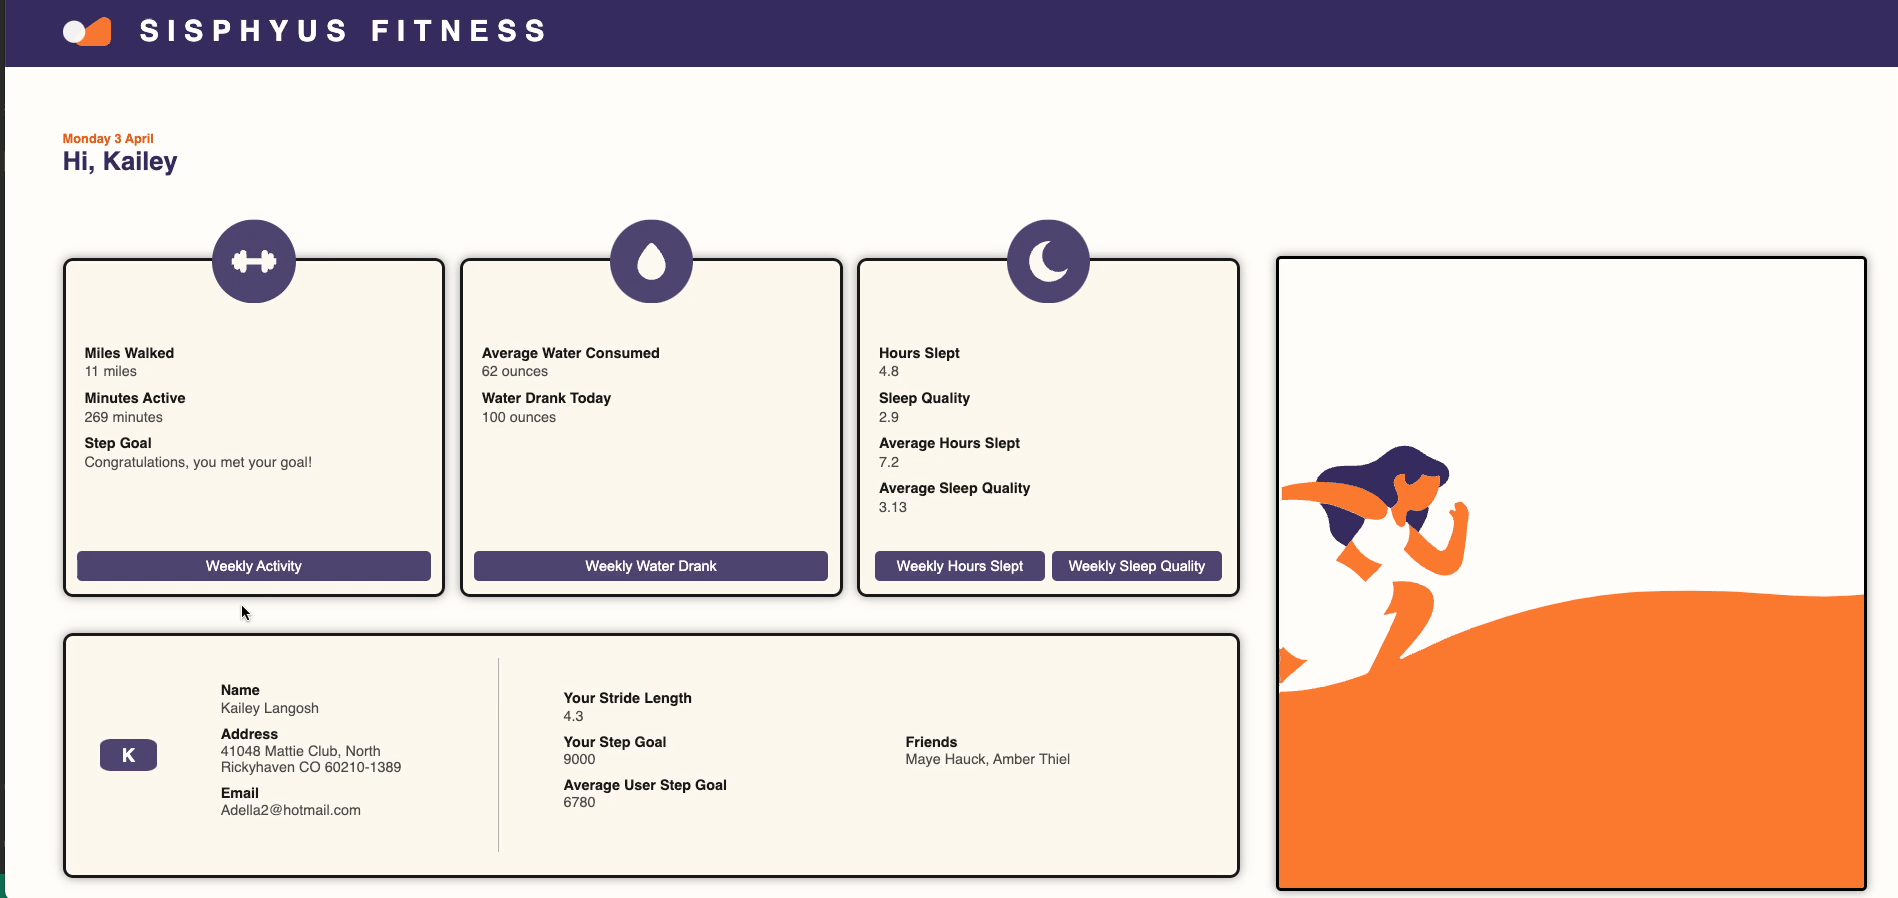 SISPHYUS FITNESS
Monday 3 April
Hi, Kailey
Miles Walked
11 miles
Minutes Active
269 minutes
Step Goal
Congratulations, you met your goal!
Weekly Activity
Average Water Consumed
62 ounces
Water Drank Today
100 ounces
Weekly Water Drank
Hours Slept
4.8
Sleep Quality
2.9
Average Hours Slept
7.2
Average Sleep Quality
3.13
Weekly Hours Slept
Weekly Sleep Quality
K
Name
Kailey Langosh
Address
41048 Mattie Club, North
Rickyhaven CO 60210-1389
Email
Adella2@hotmail.com
Your Stride Length
4.3
Your Step Goal
9000
Average User Step Goal
6780
Friends
Maye Hauck, Amber Thiel